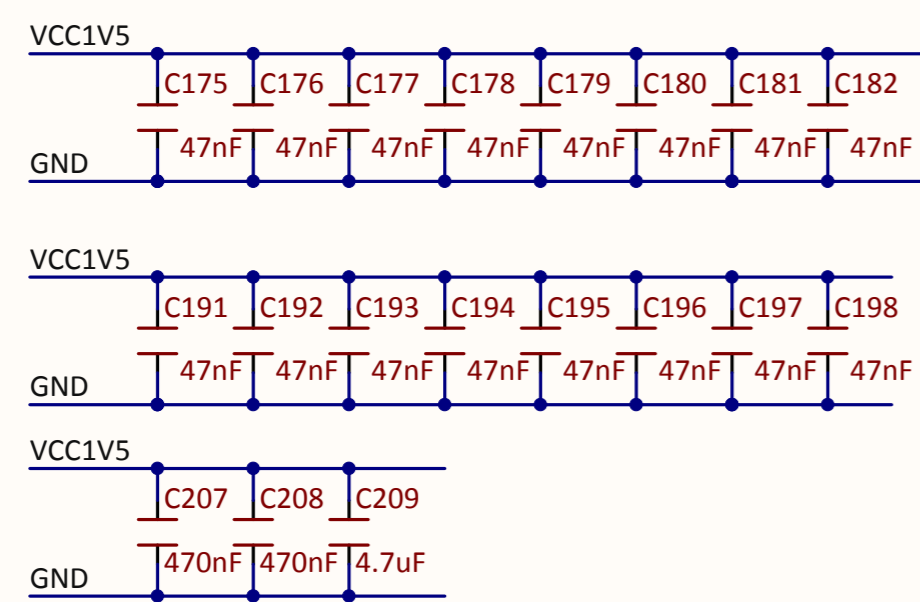 VCC1V5
C175 C176 C177 C178 C179 C180 C181 C182
47nF 47nF 47nF 47nF 47nF 47nF 47nF 47nF
GND
VCC1V5
C191 C192 C193 C194 C195 C196 C197 C198
47nF 47nF 47nF 47nF 47nF 47nF 47nF 47nF
GND
VCC1V5
C207 C208 C209
470nF 470nF 4.7uF
GND